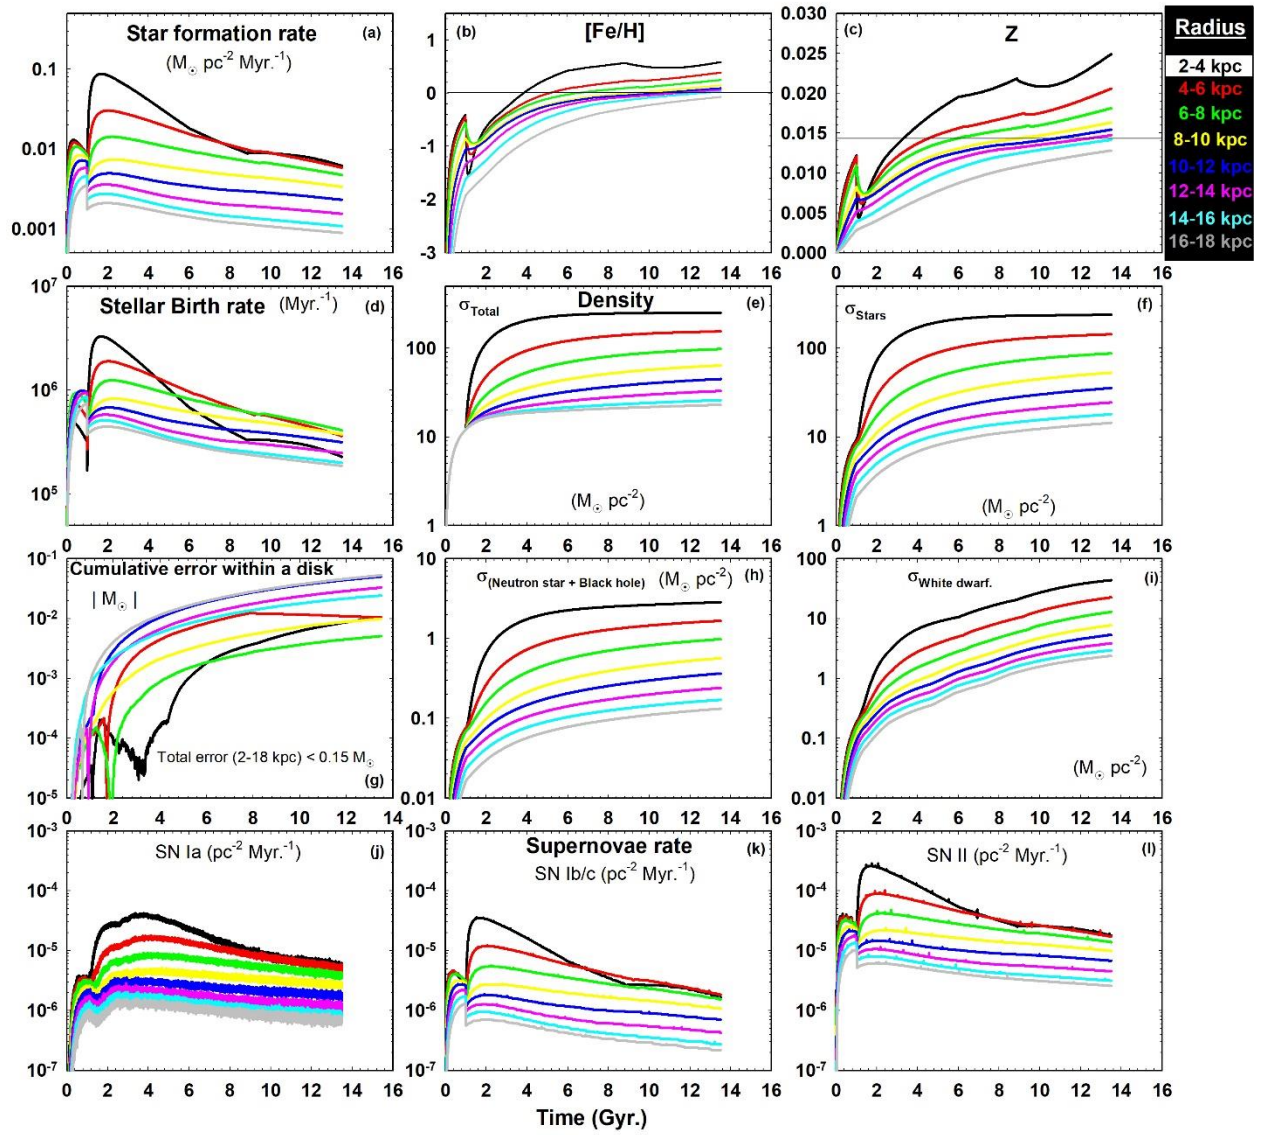 Star formation rate (a)
(M☉ pc-2 Myr.-1)
0.1
0.01
0.001
0 2 4 6 8 10 12 14 16
(b) [Fe/H]
1
0
-1
-2
-3
0 2 4 6 8 10 12 14 16
(c) Z
0.030
0.025
0.020
0.015
0.010
0.005
0.000
0 2 4 6 8 10 12 14 16
Radius
2-4 kpc
4-6 kpc
6-8 kpc
8-10 kpc
10-12 kpc
12-14 kpc
14-16 kpc
16-18 kpc
Stellar Birth rate (Myr.-1) (d)
10^7
10^6
10^5
0 2 4 6 8 10 12 14 16
Density (e)
σTotal
100
10
1
(M☉ pc-2)
0 2 4 6 8 10 12 14 16
σStars (f)
100
10
1
(M☉ pc-2)
0 2 4 6 8 10 12 14 16
Cumulative error within a disk
| M☉ |
10^-1
10^-2
10^-3
10^-4
10^-5
Total error (2-18 kpc) < 0.15 M☉
(g)
0 2 4 6 8 10 12 14
σ(Neutron star + Black hole) (M☉ pc-2) (h)
10
1
0.1
0.01
0 2 4 6 8 10 12 14 16
σWhite dwarf. (i)
100
10
1
0.1
0.01
(M☉ pc-2)
0 2 4 6 8 10 12 14 16
SN Ia (pc-2 Myr.-1) (j)
10^-3
10^-4
10^-5
10^-6
10^-7
0 2 4 6 8 10 12 14 16
Supernovae rate (k)
SN Ib/c (pc-2 Myr.-1)
10^-3
10^-4
10^-5
10^-6
10^-7
0 2 4 6 8 10 12 14 16
SN II (pc-2 Myr.-1) (l)
10^-3
10^-4
10^-5
10^-6
10^-7
0 2 4 6 8 10 12 14 16
Time (Gyr.)